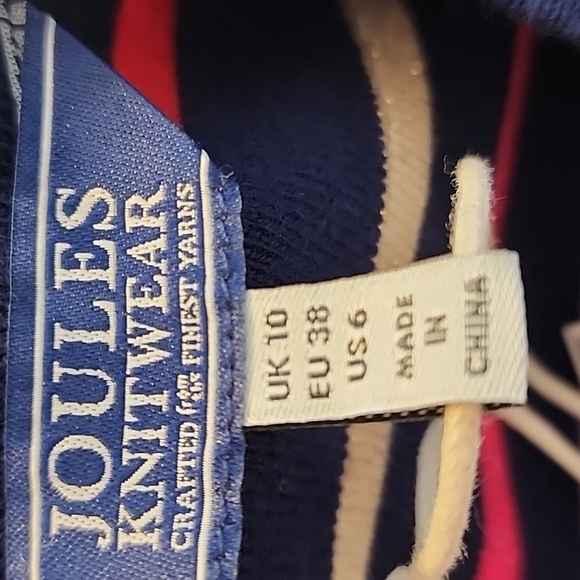 JOULES
KNITWEAR
CRAFTED from the FINEST YARNS
UK 10
EU 38
US 6
MADE
IN
CHINA